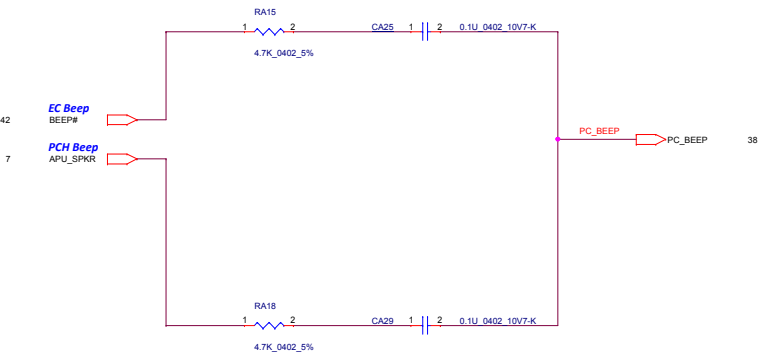 RA15
1 2 CA25 1 2 0.1U_0402_10V7-K
4.7K_0402_5%
EC Beep
42 BEEP#
PCH Beep
PC_BEEP
PC_BEEP 38
7 APU_SPKR
RA18
1 2 CA29 1 2 0.1U_0402_10V7-K
4.7K_0402_5%